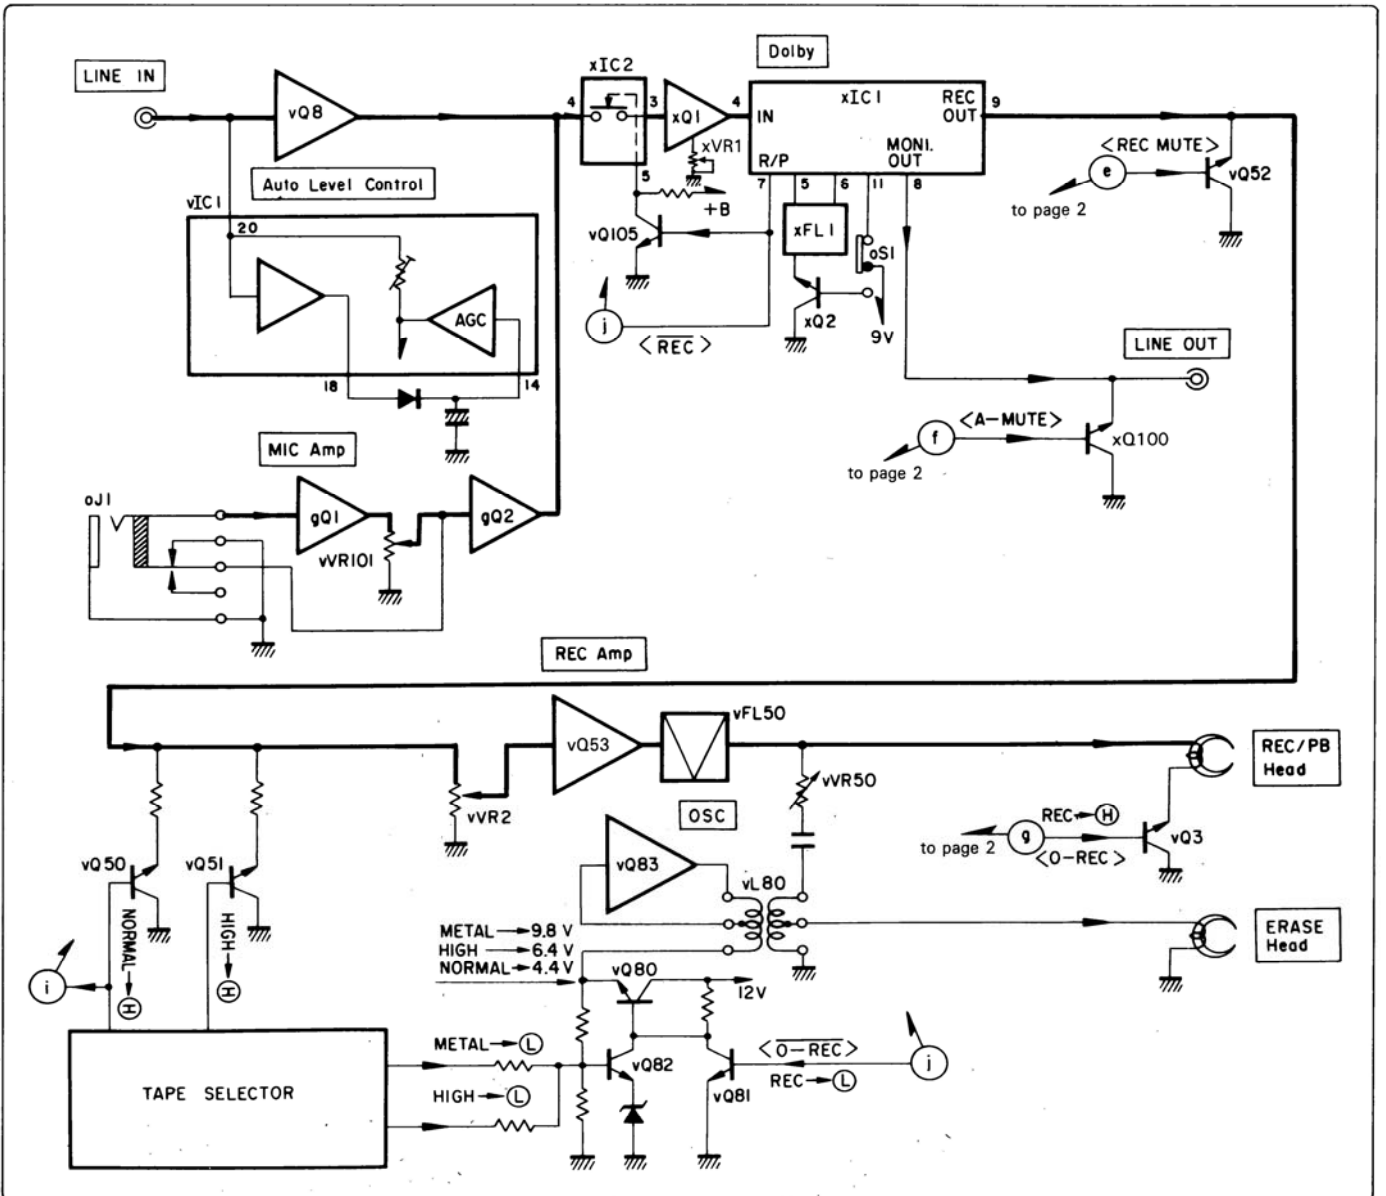 LINE IN
vQ8
Auto Level Control
vIC1
20
AGC
18
14
MIC Amp
oJ1
gQ1
vVR101
gQ2
xIC2
4
3
5
xQ1
xVR1
+B
vQ105
j
<REC>
Dolby
4
IN
xIC1
REC
OUT
9
MONI.
OUT
R/P
7
5
6
11
8
xFL1
oS1
xQ2
9V
<REC MUTE>
e
vQ52
to page 2
LINE OUT
<A-MUTE>
f
xQ100
to page 2
REC Amp
vQ53
vFL50
vVR2
vVR50
REC/PB
Head
OSC
vQ83
vL80
REC→H
g
<O-REC>
vQ3
to page 2
ERASE
Head
vQ50
vQ51
NORMAL→H
HIGH→H
i
METAL→9.8 V
HIGH→6.4 V
NORMAL→4.4 V
vQ80
12V
TAPE SELECTOR
METAL→L
HIGH→L
vQ82
vQ81
<O-REC>
REC→L
j